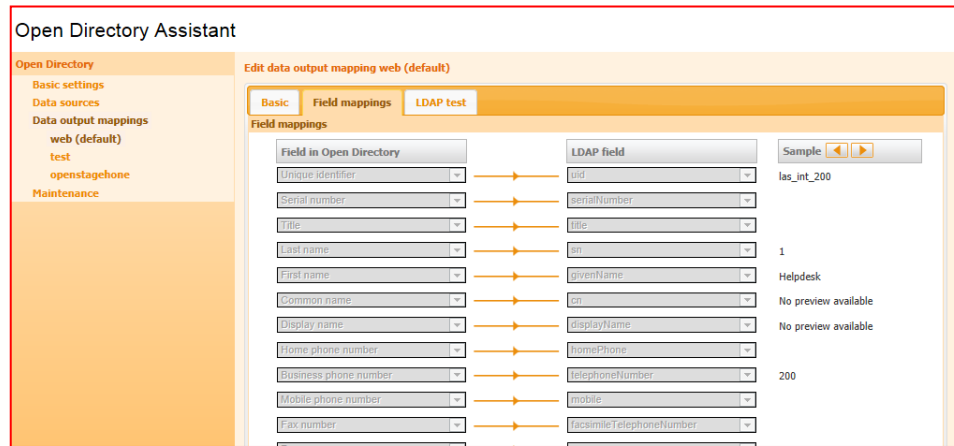 Open Directory Assistant
Open Directory
Basic settings
Data sources
Data output mappings
web (default)
test
openstagehone
Maintenance
Edit data output mapping web (default)
Basic Field mappings LDAP test
Field mappings
Field in Open Directory LDAP field Sample
Unique identifier uid las_int_200
Serial number serialNumber
Title title
Last name sn 1
First name givenName Helpdesk
Common name cn No preview available
Display name displayName No preview available
Home phone number homePhone
Business phone number telephoneNumber 200
Mobile phone number mobile
Fax number facsimileTelephoneNumber